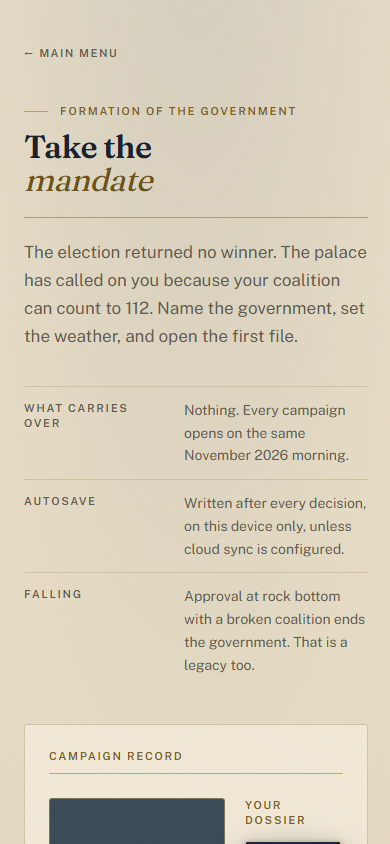 ← MAIN MENU
FORMATION OF THE GOVERNMENT
Take the
mandate
The election returned no winner. The palace
has called on you because your coalition
can count to 112. Name the government, set
the weather, and open the first file.
WHAT CARRIES
OVER
Nothing. Every campaign
opens on the same
November 2026 morning.
AUTOSAVE
Written after every decision,
on this device only, unless
cloud sync is configured.
FALLING
Approval at rock bottom
with a broken coalition ends
the government. That is a
legacy too.
CAMPAIGN RECORD
YOUR
DOSSIER